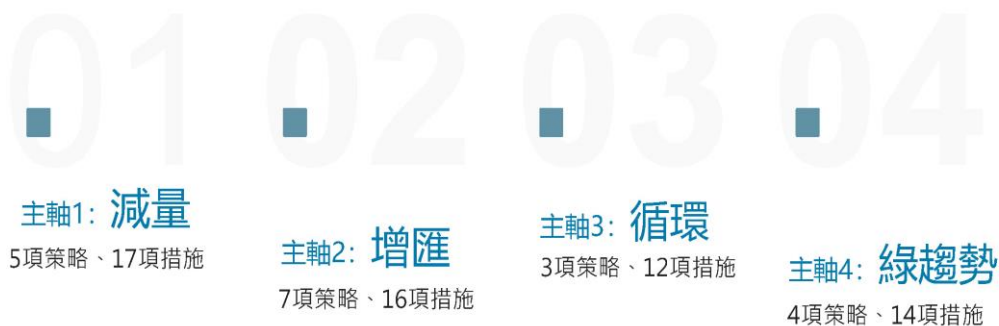 01
主軸1：減量
5項策略、17項措施
02
主軸2：增匯
7項策略、16項措施
03
主軸3：循環
3項策略、12項措施
04
主軸4：綠趨勢
4項策略、14項措施